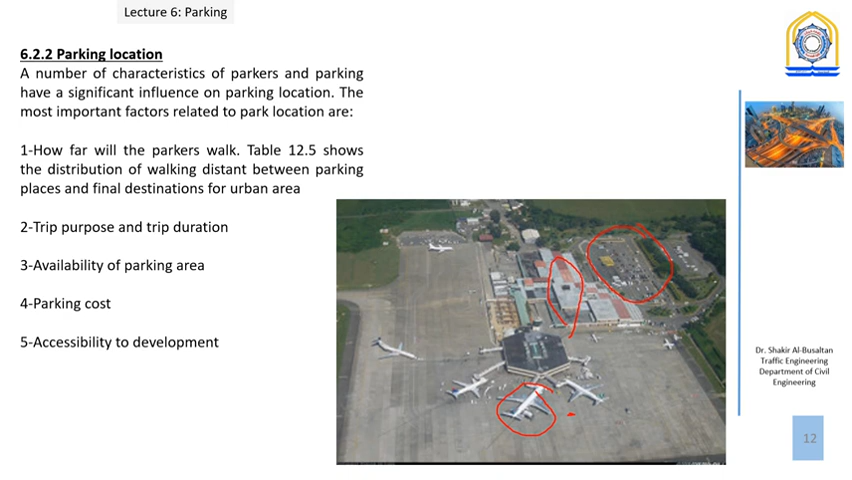 Lecture 6: Parking
6.2.2 Parking location
A number of characteristics of parkers and parking
have a significant influence on parking location. The
most important factors related to park location are:
1-How far will the parkers walk. Table 12.5 shows
the distribution of walking distant between parking
places and final destinations for urban area
2-Trip purpose and trip duration
3-Availability of parking area
4-Parking cost
5-Accessibility to development
Dr. Shakir Al-Busaltan
Traffic Engineering
Department of Civil
Engineering
12